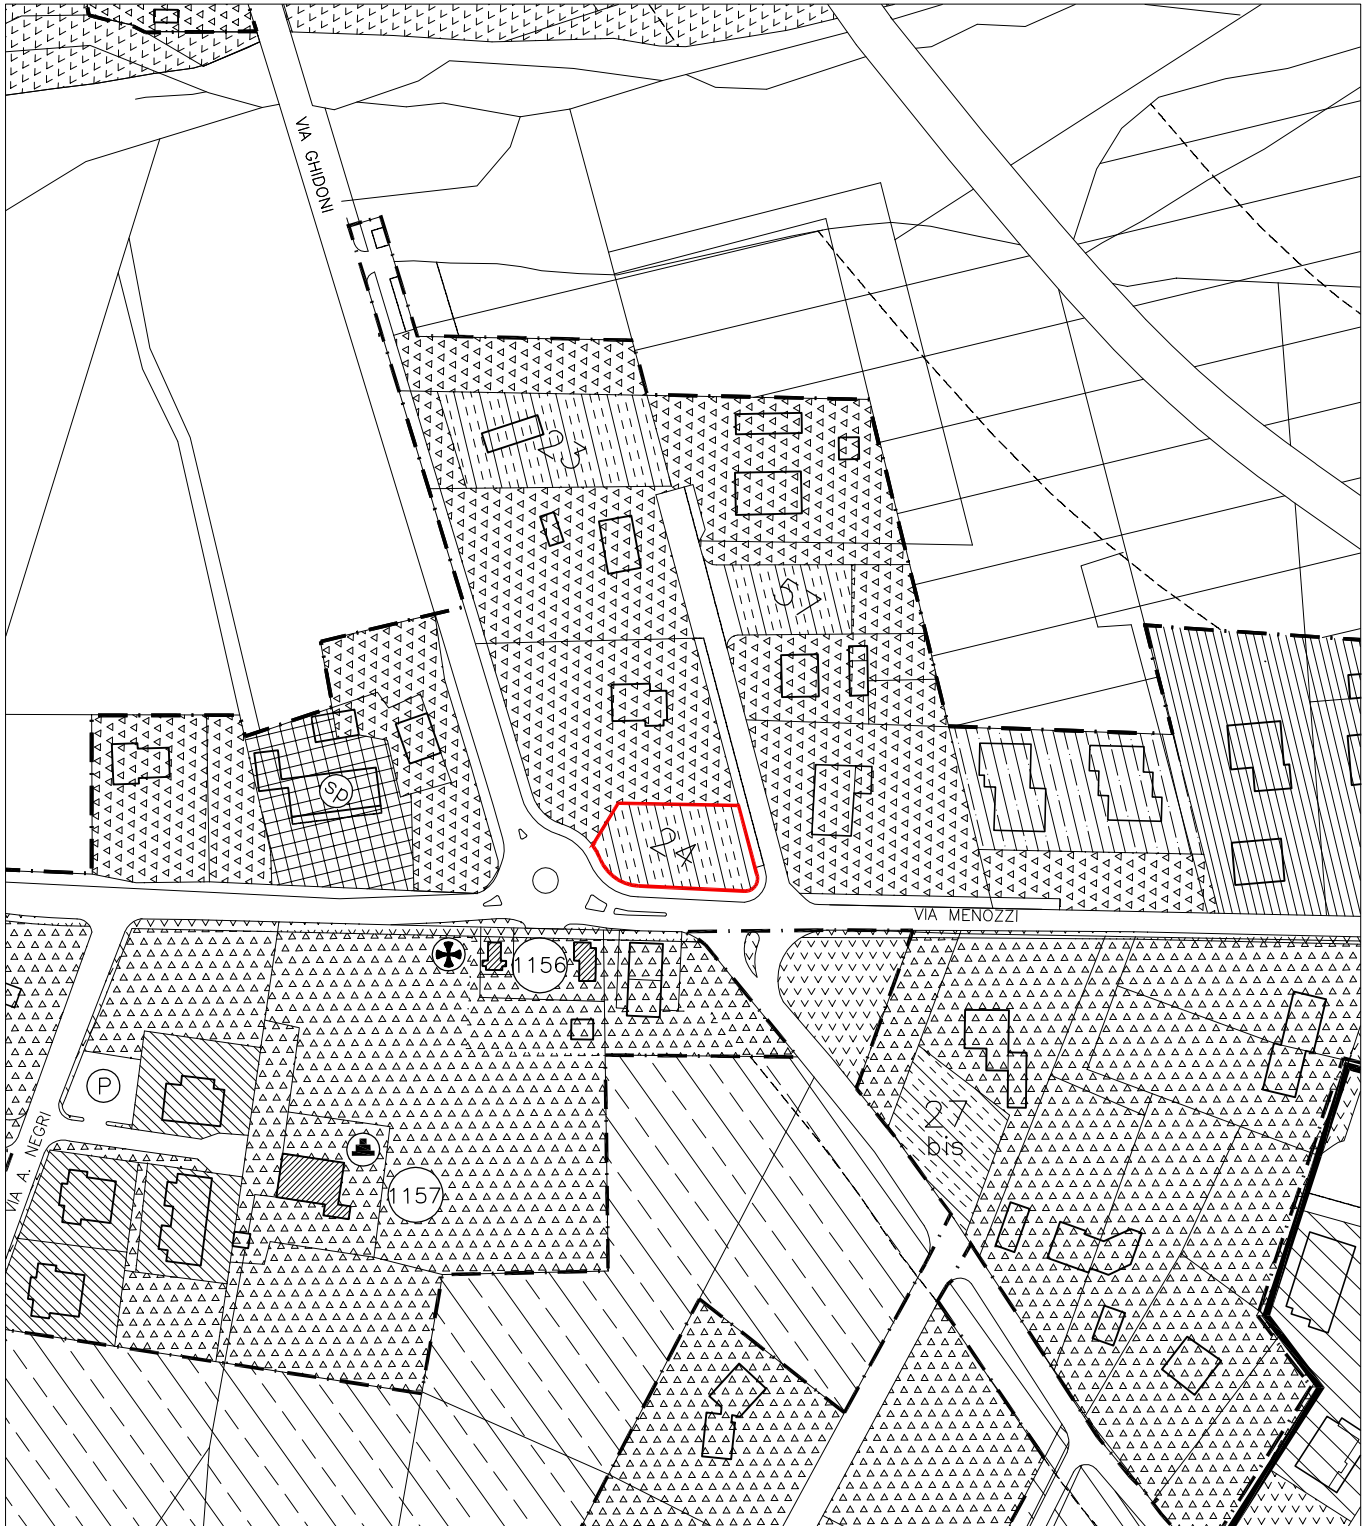 VIA GHIDONI
23
57
SP
24
VIA MENOZZI
1156
P
27
bis
VIA A. NEGRI
1157